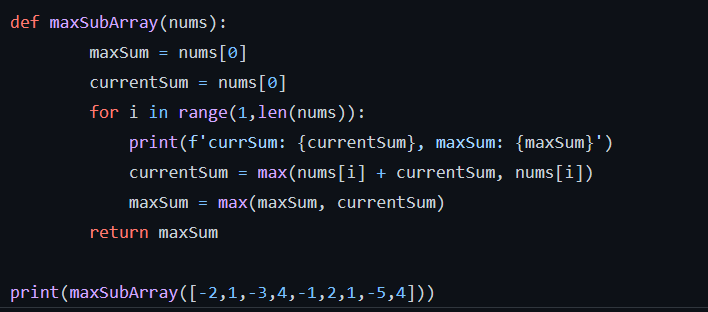 def maxSubArray(nums):
        maxSum = nums[0]
        currentSum = nums[0]
        for i in range(1,len(nums)):
            print(f'currSum: {currentSum}, maxSum: {maxSum}')
            currentSum = max(nums[i] + currentSum, nums[i])
            maxSum = max(maxSum, currentSum)
        return maxSum

print(maxSubArray([-2,1,-3,4,-1,2,1,-5,4]))